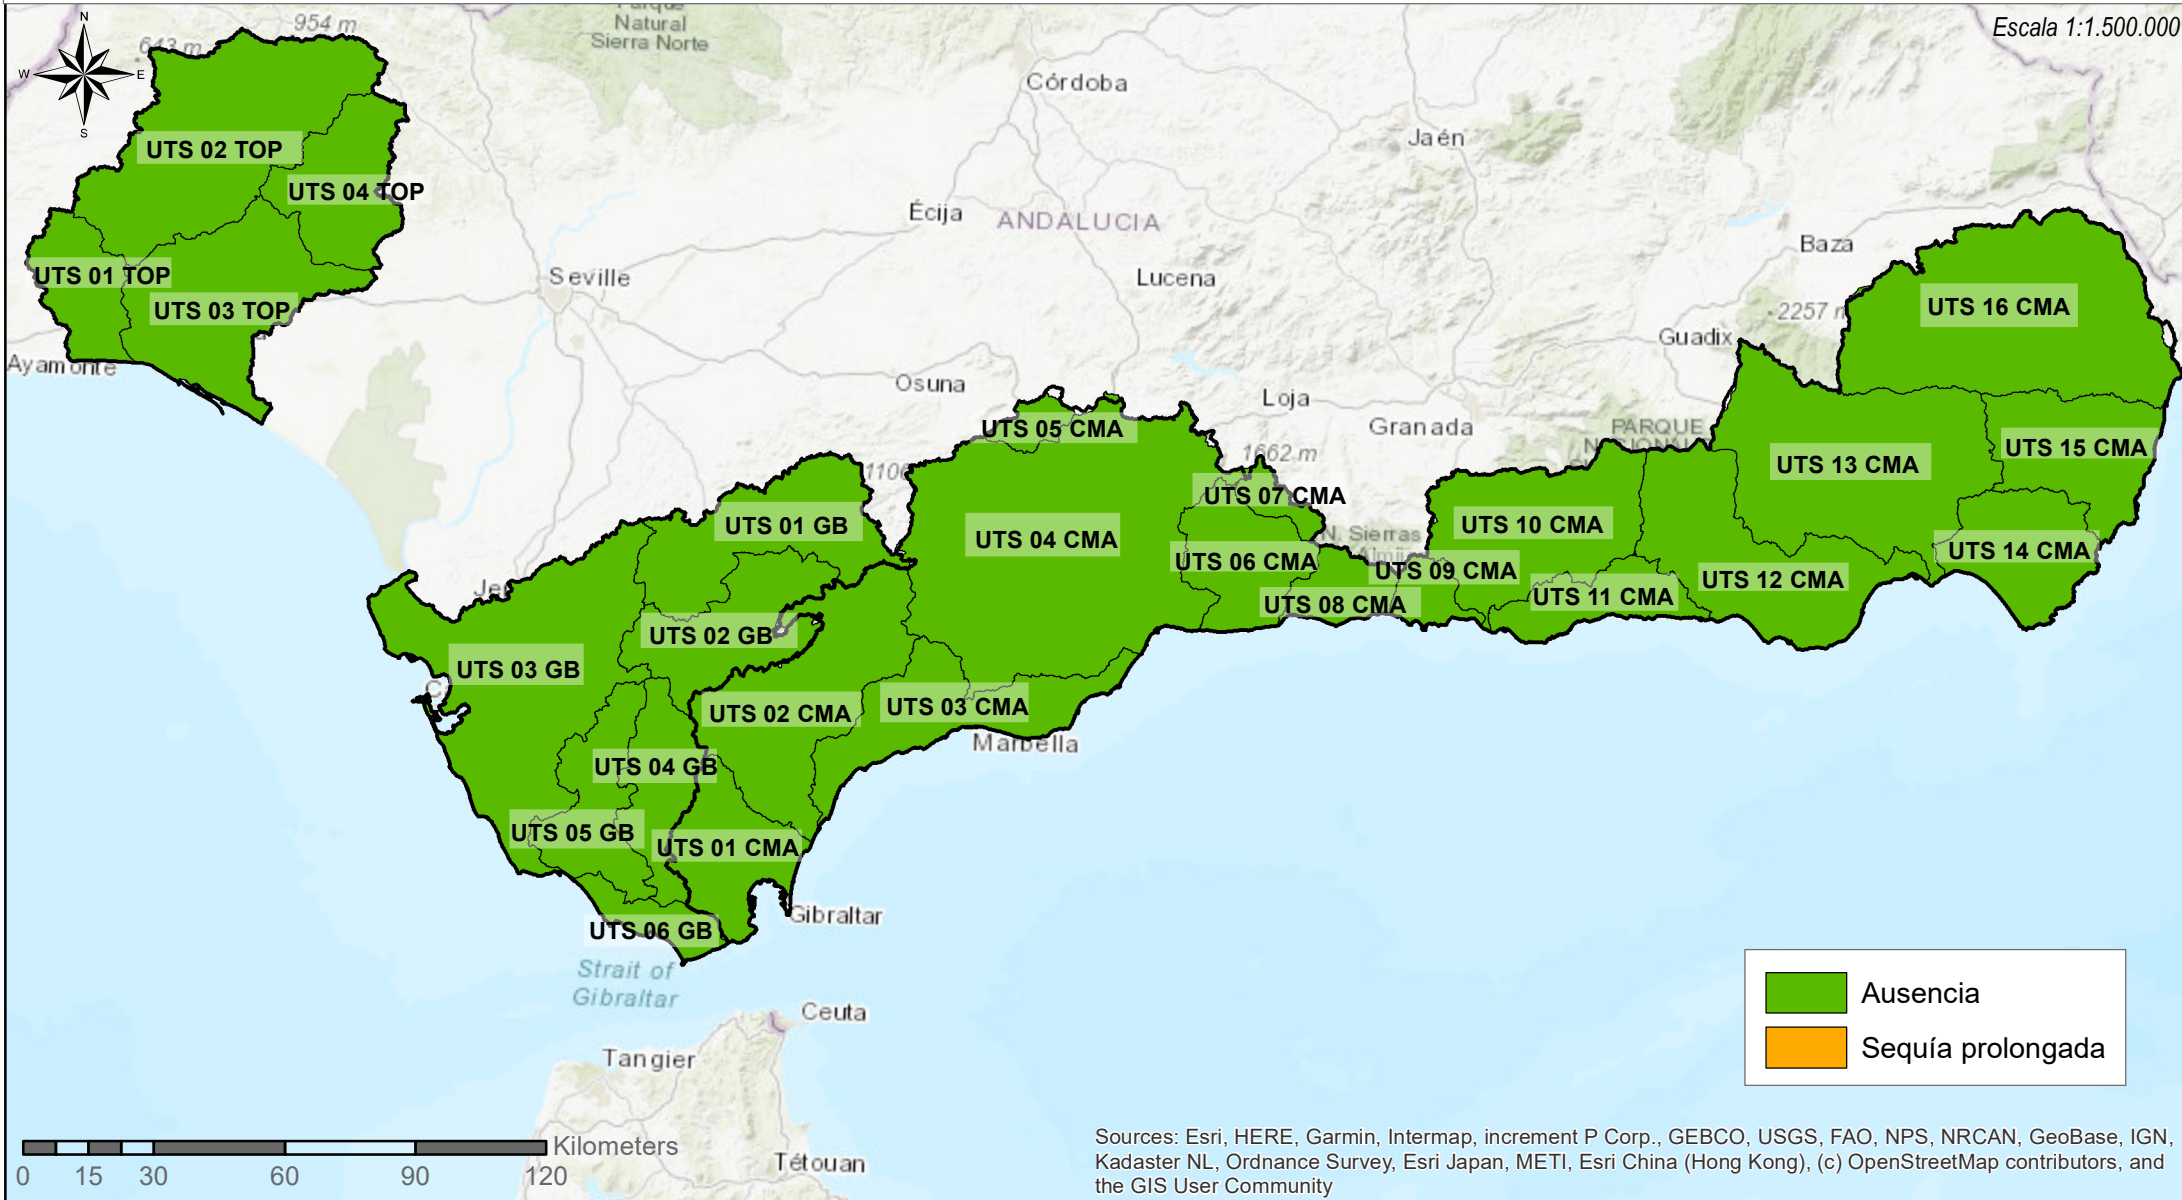 Escala 1:1.500.000
N
W
E
S
643 m
954 m
Natural
Sierra Norte
Córdoba
Jaén
Écija
ANDALUCIA
Lucena
Seville
Baza
2257 m
Guadix
Ayamonte
Osuna
Loja
Granada
PARQUE
1662 m
1106
N. Sierras
Marbella
Gibraltar
Strait of
Gibraltar
Ceuta
Tangier
Tétouan
UTS 02 TOP
UTS 04 TOP
UTS 01 TOP
UTS 03 TOP
UTS 16 CMA
UTS 05 CMA
UTS 15 CMA
UTS 13 CMA
UTS 07 CMA
UTS 01 GB
UTS 04 CMA
UTS 10 CMA
UTS 14 CMA
UTS 06 CMA
UTS 09 CMA
UTS 12 CMA
UTS 11 CMA
UTS 08 CMA
UTS 02 GB
UTS 03 GB
UTS 02 CMA
UTS 03 CMA
UTS 04 GB
UTS 05 GB
UTS 01 CMA
UTS 06 GB
Ausencia
Sequía prolongada
Kilometers
0 15 30 60 90 120
Sources: Esri, HERE, Garmin, Intermap, increment P Corp., GEBCO, USGS, FAO, NPS, NRCAN, GeoBase, IGN,
Kadaster NL, Ordnance Survey, Esri Japan, METI, Esri China (Hong Kong), (c) OpenStreetMap contributors, and
the GIS User Community